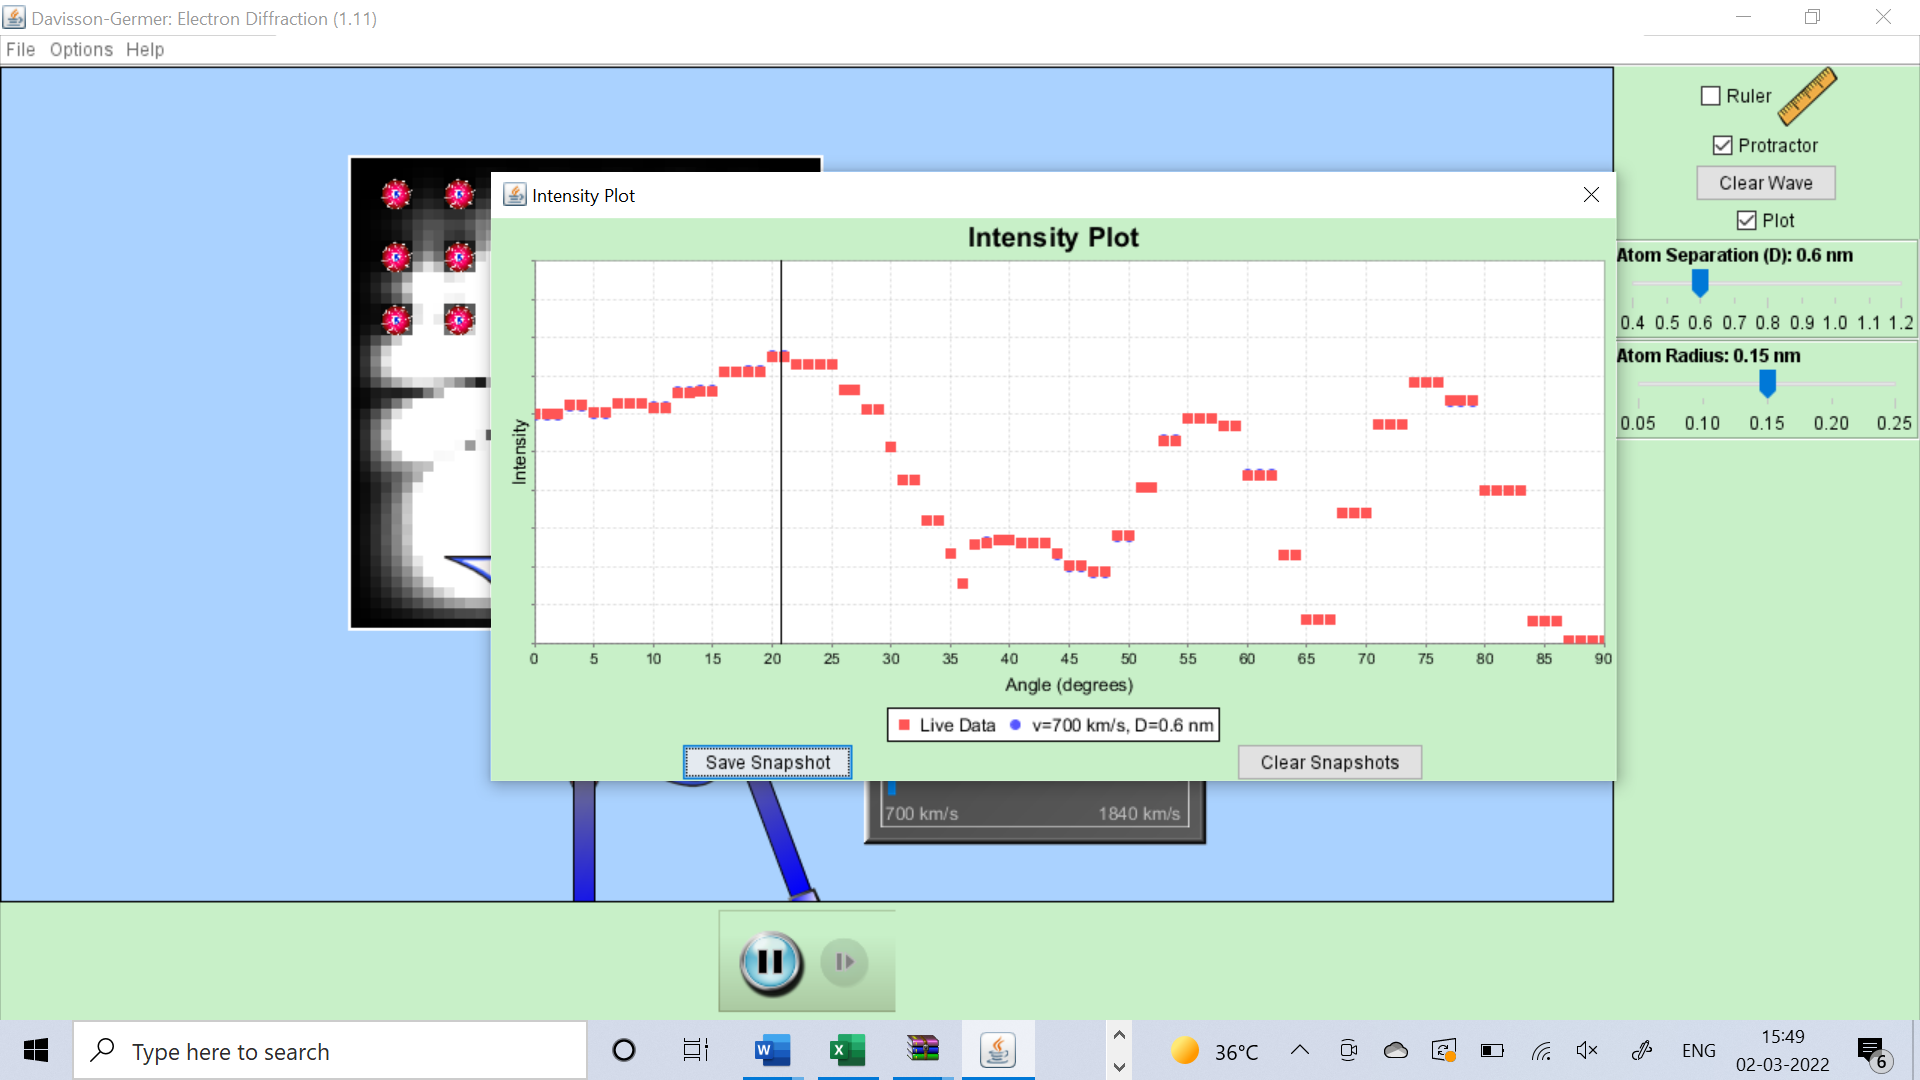 Davisson-Germer: Electron Diffraction (1.11)
File Options Help
Ruler
Protractor
Clear Wave
Plot
Atom Separation (D): 0.6 nm
0.4 0.5 0.6 0.7 0.8 0.9 1.0 1.1 1.2
Atom Radius: 0.15 nm
0.05 0.10 0.15 0.20 0.25
Intensity Plot
Intensity Plot
Intensity
0 5 10 15 20 25 30 35 40 45 50 55 60 65 70 75 80 85 90
Angle (degrees)
Live Data v=700 km/s, D=0.6 nm
Save Snapshot Clear Snapshots
700 km/s 1840 km/s
Type here to search
W
X
36°C
ENG
15:49
02-03-2022
6